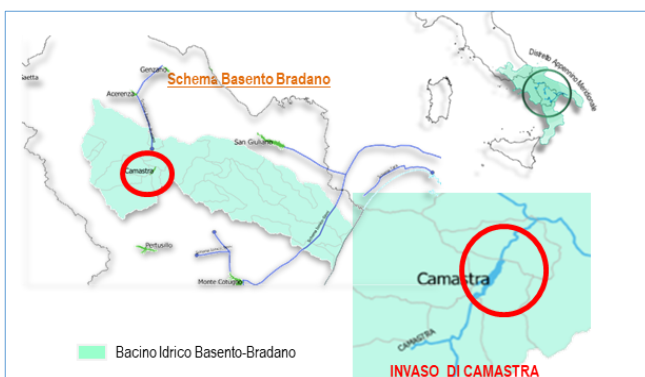 Schema Basento Bradano
Distretto Appennino Meridionale
Genzano
Acerenza
San Giuliano
Camastra
Pertusillo
Monte Cotugno
Camastra
CAMASTRA
Bacino Idrico Basento-Bradano
INVASO DI CAMASTRA